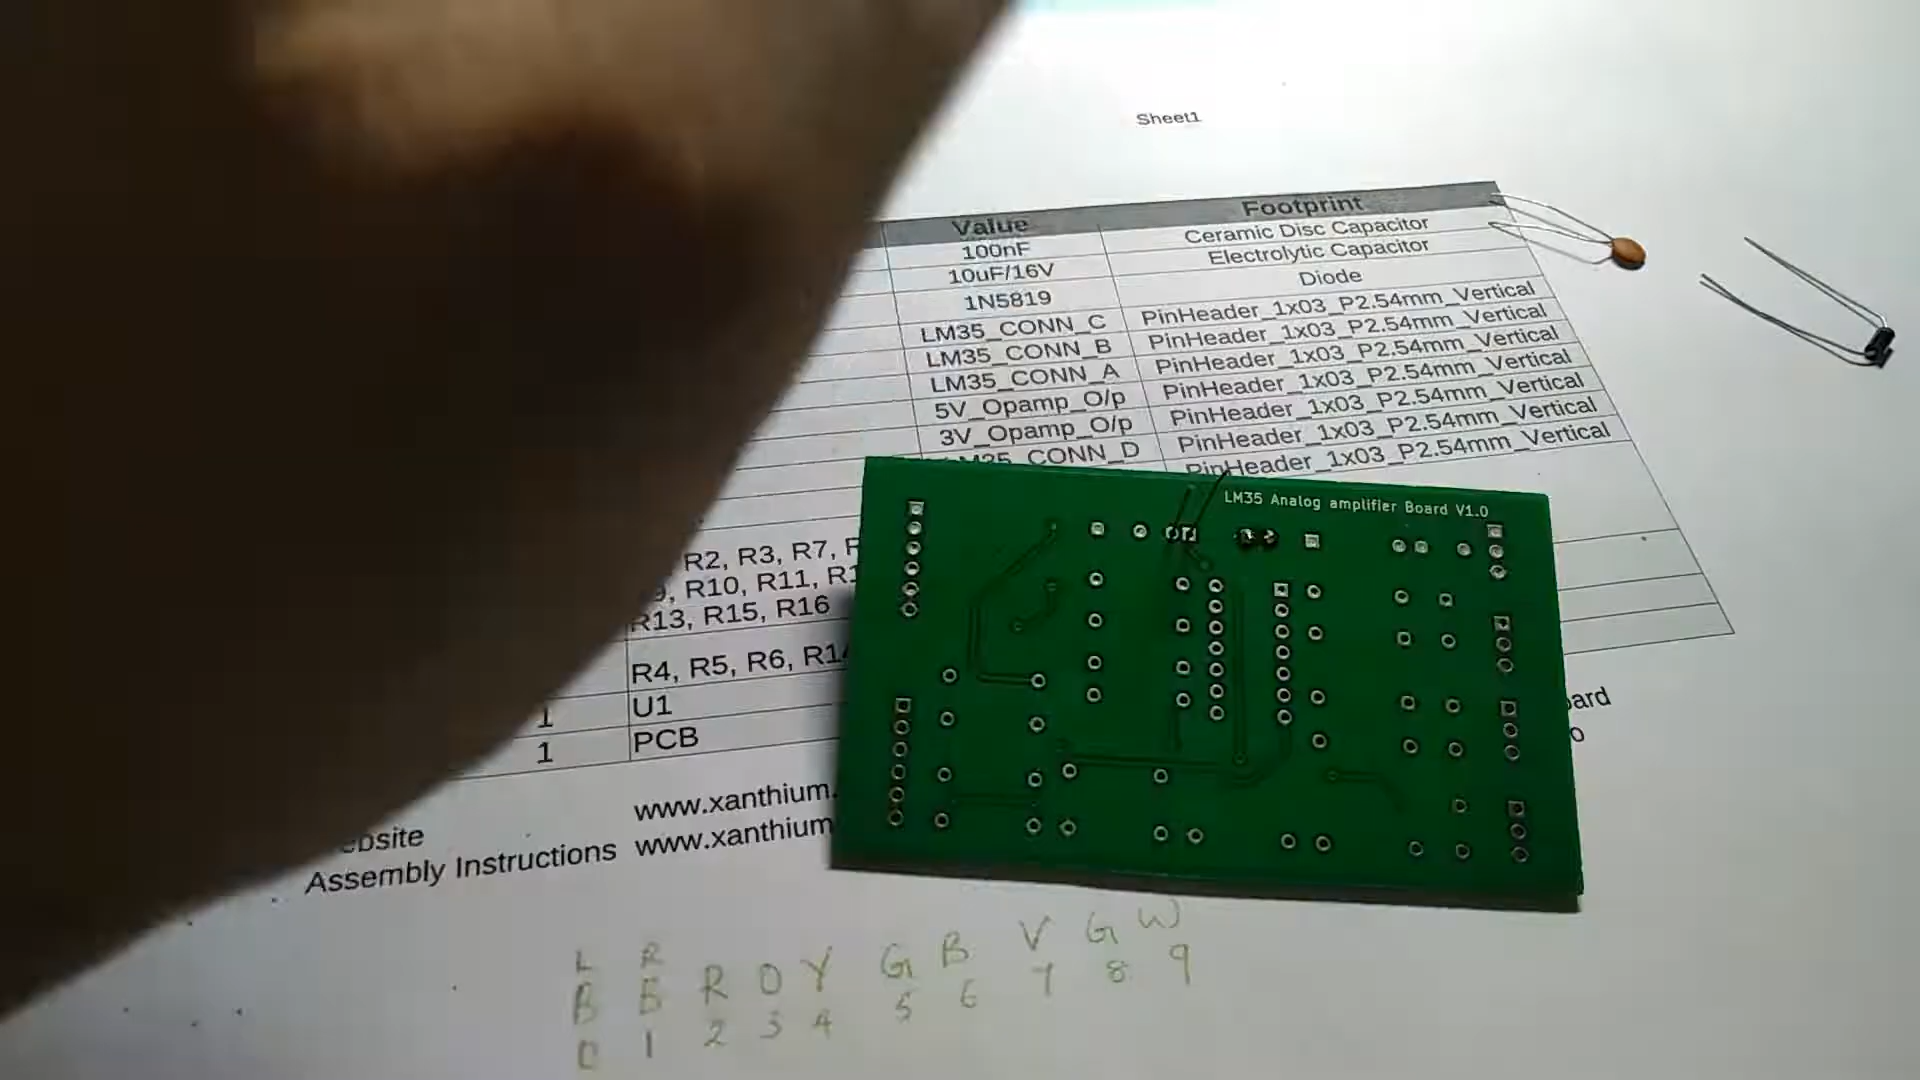 Sheet1
Value Footprint
100nF Ceramic Disc Capacitor
10uF/16V Electrolytic Capacitor
1N5819 Diode
LM35_CONN_C PinHeader_1x03_P2.54mm_Vertical
LM35_CONN_B PinHeader_1x03_P2.54mm_Vertical
LM35_CONN_A PinHeader_1x03_P2.54mm_Vertical
5V_Opamp_O/p PinHeader_1x03_P2.54mm_Vertical
3V_Opamp_O/p PinHeader_1x03_P2.54mm_Vertical
LM35_CONN_D PinHeader_1x03_P2.54mm_Vertical
PinHeader_1x03_P2.54mm_Vertical
LM35 Analog amplifier Board V1.0
R2, R3, R7,
R10, R11,
R13, R15, R16
R4, R5, R6,
1 U1
1 PCB
www.xanthium.
Assembly Instructions www.xanthium
L R
B B R O Y G B V G W
0 1 2 3 4 5 6 7 8 9